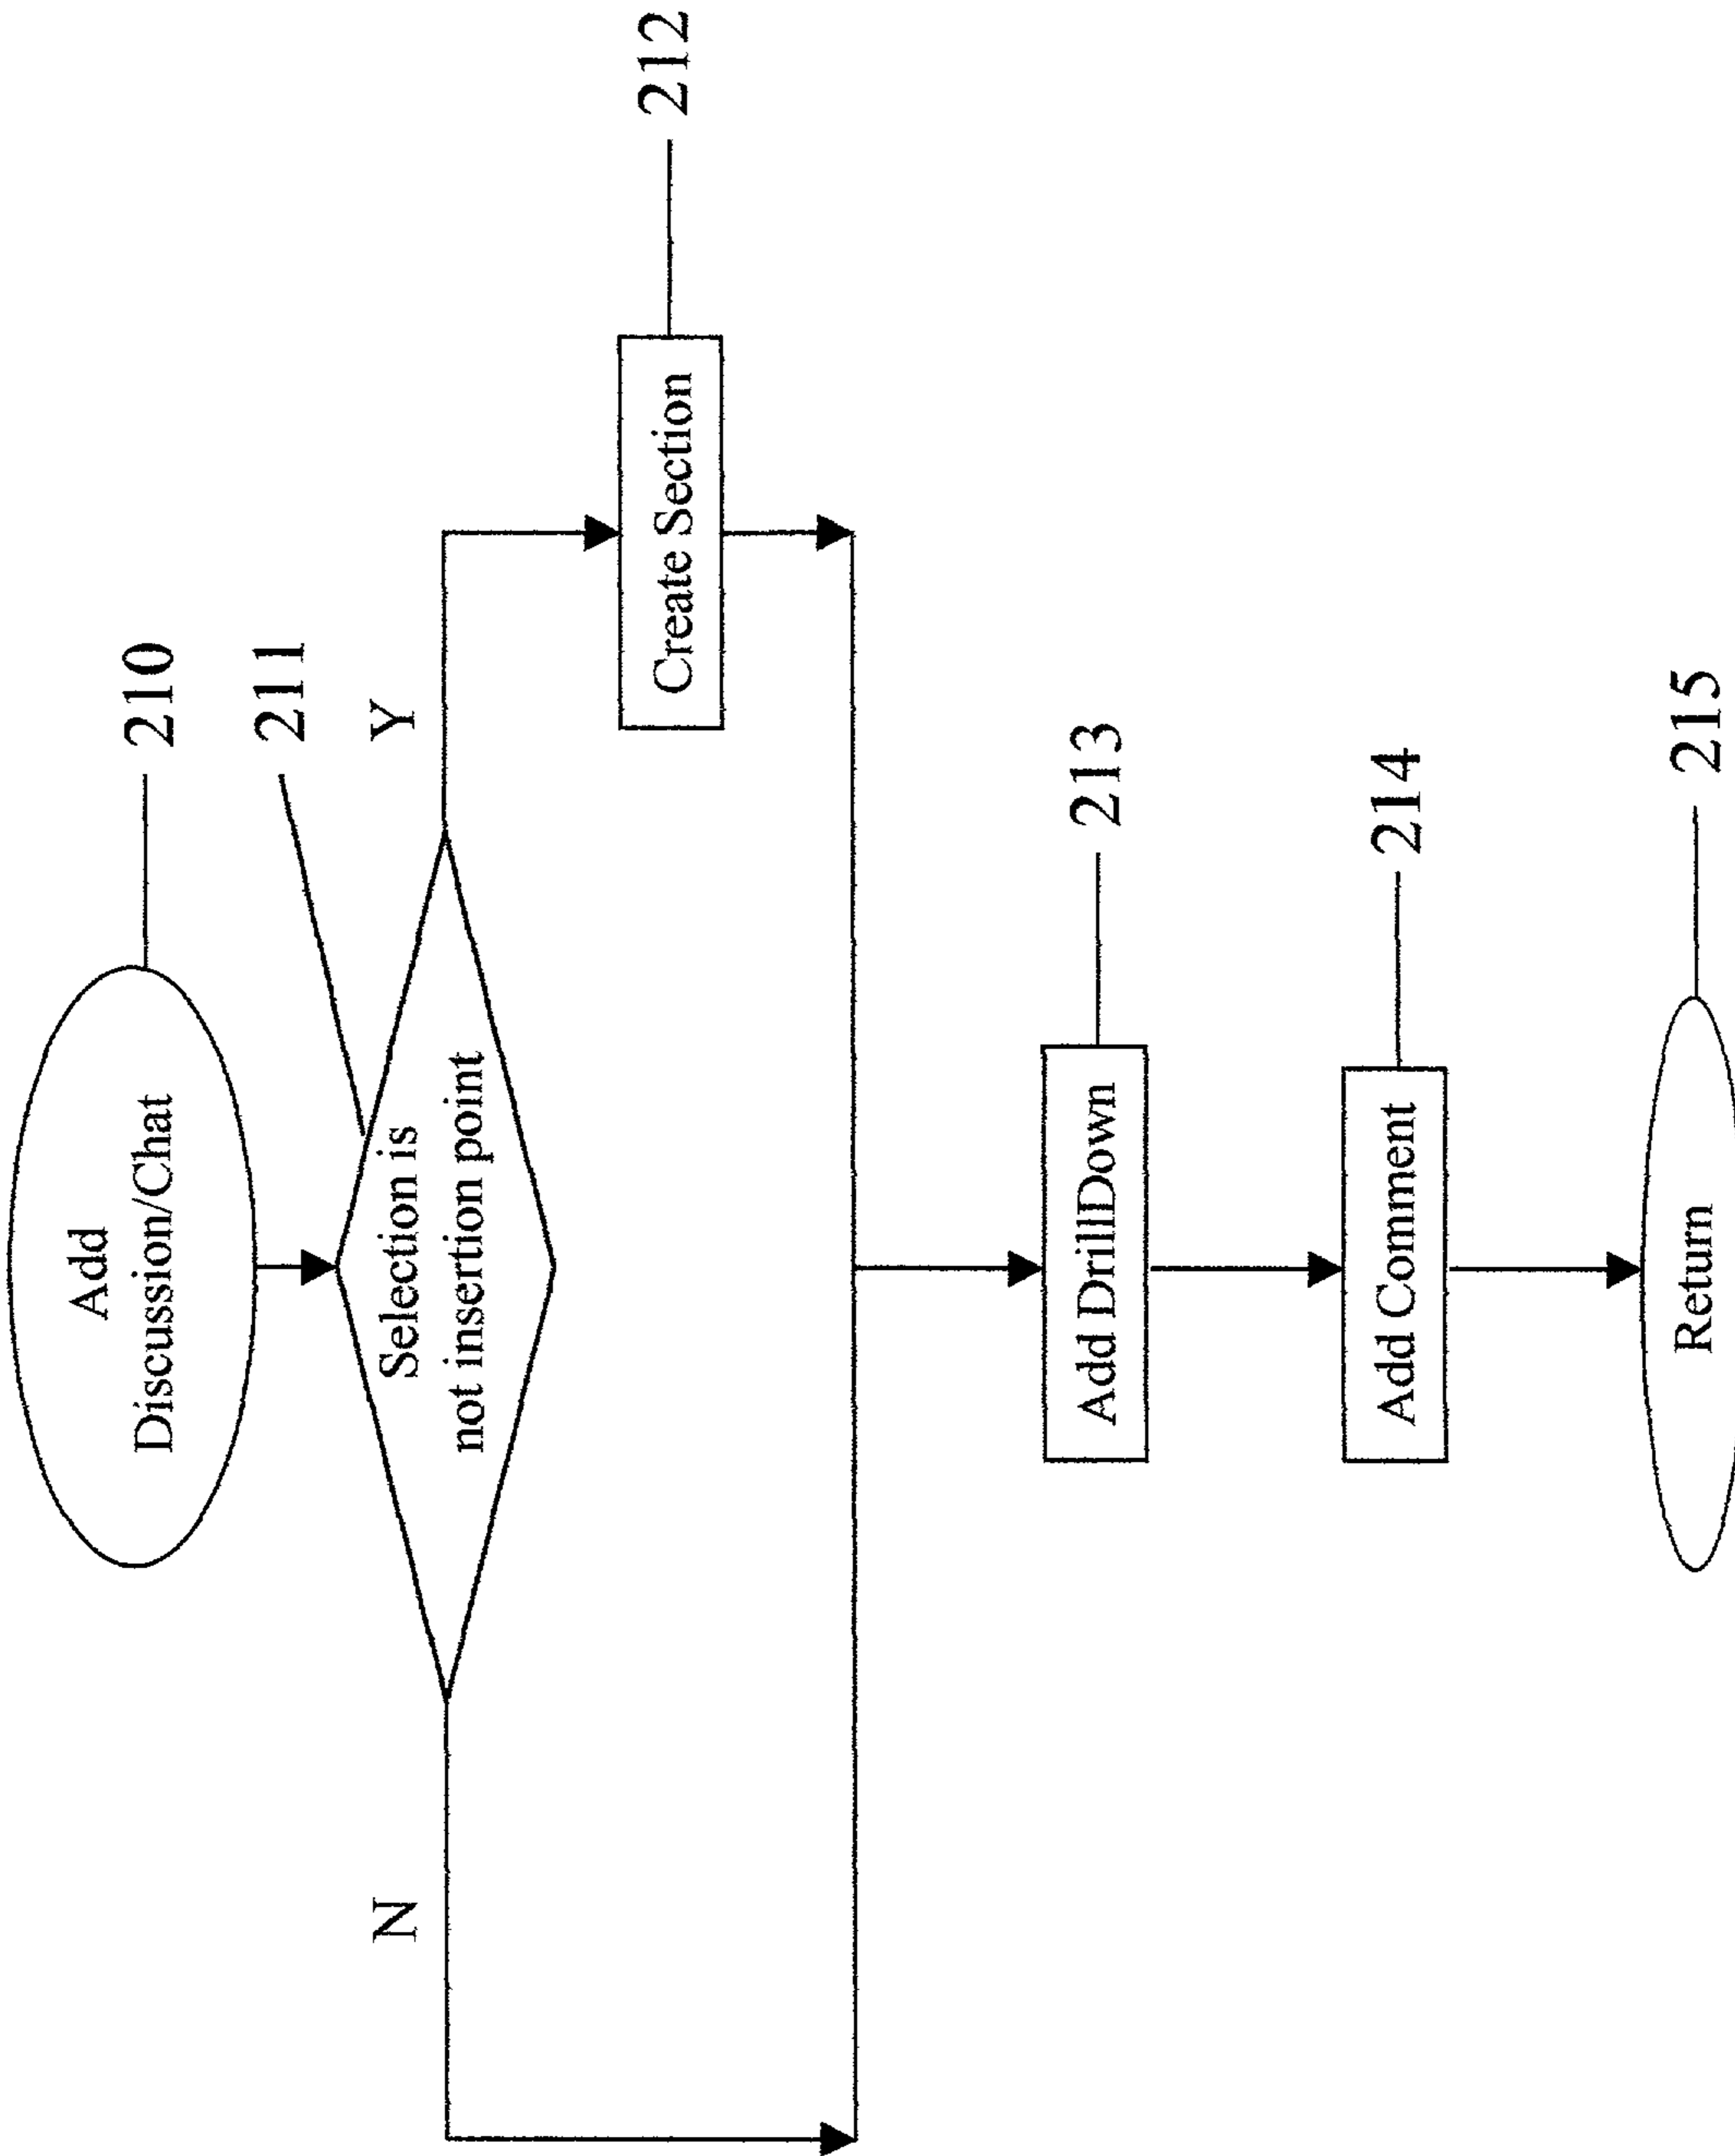 Add
Discussion/Chat
210
211
Selection is
not insertion point
N
Y
Create Section
212
Add DrillDown
213
Add Comment
214
Return
215